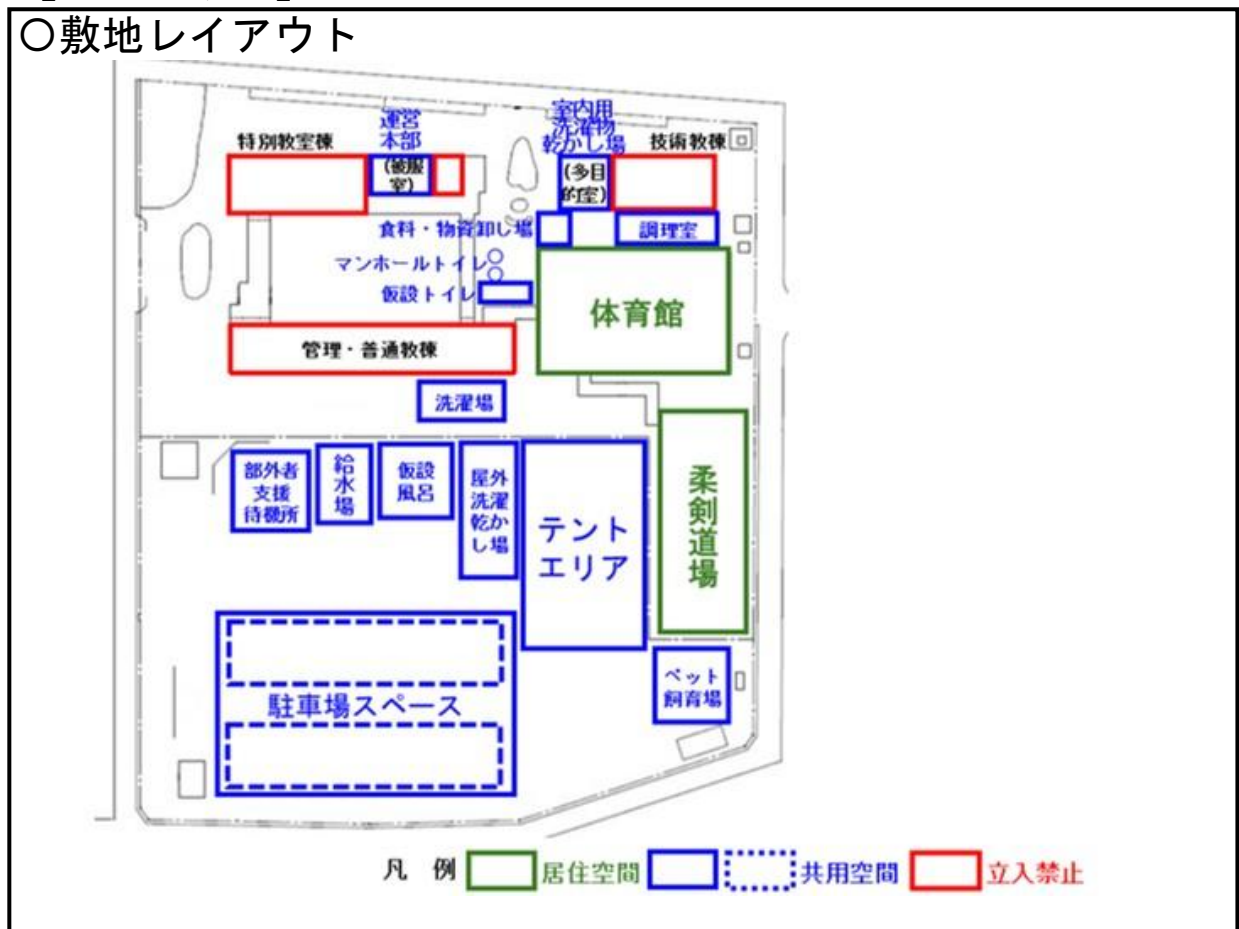 〇敷地レイアウト
特別教室棟
運営
本部
(被服
室)
室内用
洗濯物
乾かし場
(多目
的室)
技術教棟
食料・物資卸し場
調理室
マンホールトイレ
仮設トイレ
体育館
管理・普通教棟
洗濯場
部外者
支援
待機所
給水場
仮設
風呂
屋外
洗濯
乾か
し場
テント
エリア
柔剣道場
ペット
飼育場
駐車場スペース
凡 例
居住空間
共用空間
立入禁止